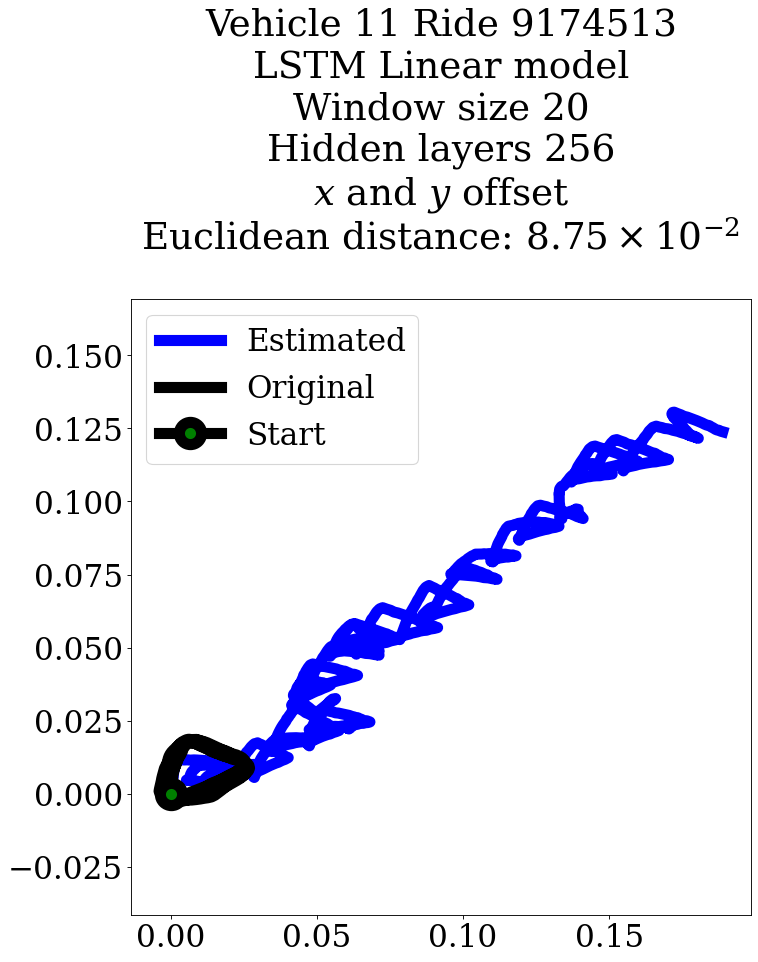 Vehicle 11 Ride 9174513
LSTM Linear model
Window size 20
Hidden layers 256
x and y offset
Euclidean distance: 8.75 × 10⁻²
Estimated
Original
Start
0.150
0.125
0.100
0.075
0.050
0.025
0.000
−0.025
0.00 0.05 0.10 0.15